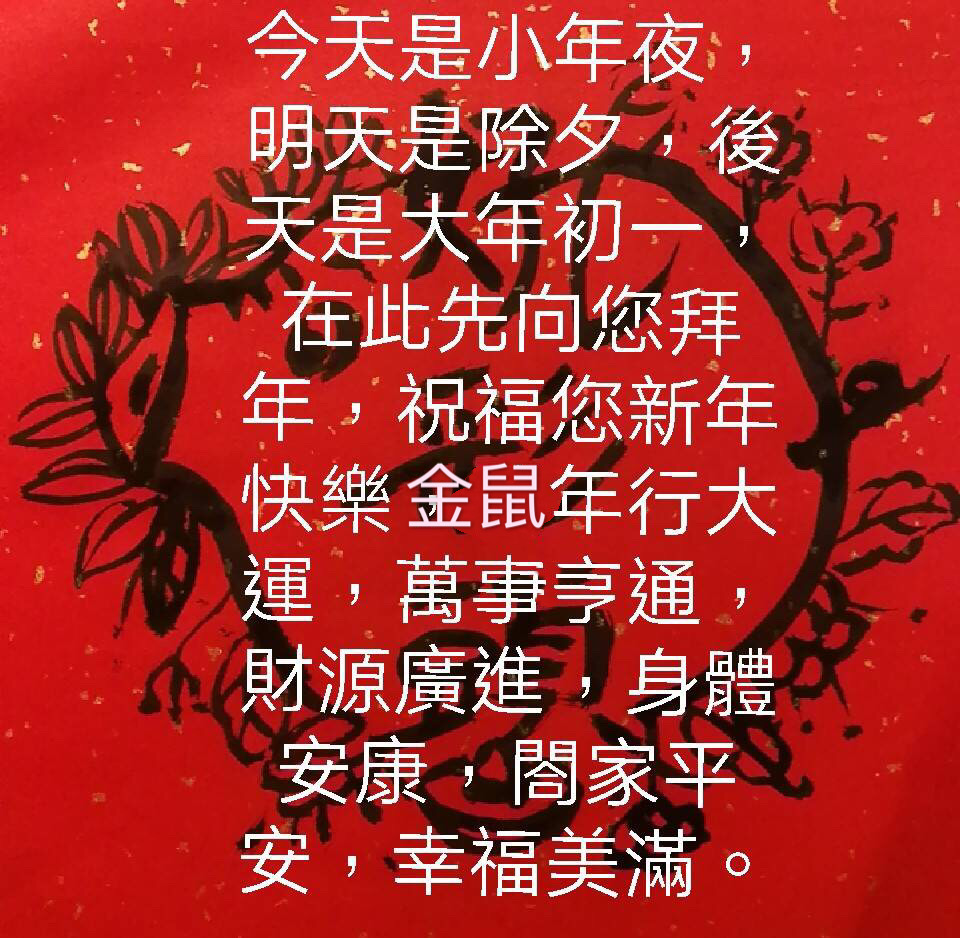 今天是小年夜，
明天是除夕，後
天是大年初一，
在此先向您拜
年，祝福您新年
快樂，金鼠年行大
運，萬事亨通，
財源廣進，身體
安康，閤家平
安，幸福美滿。